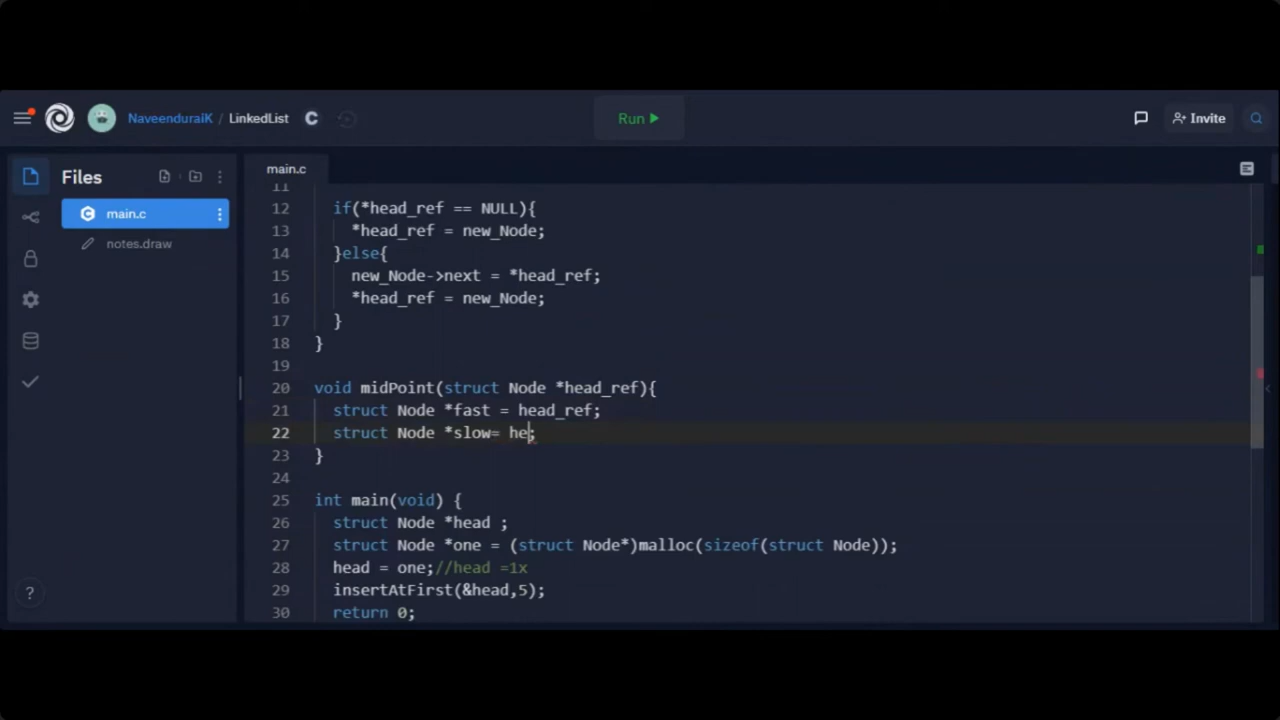 NaveenduraiK / LinkedList
Run
Invite
Files
main.c
main.c
notes.draw
11
12 if(*head_ref == NULL){
13 *head_ref = new_Node;
14 }else{
15 new_Node->next = *head_ref;
16 *head_ref = new_Node;
17 }
18 }
19
20 void midPoint(struct Node *head_ref){
21 struct Node *fast = head_ref;
22 struct Node *slow= he;
23 }
24
25 int main(void) {
26 struct Node *head ;
27 struct Node *one = (struct Node*)malloc(sizeof(struct Node));
28 head = one;//head =1x
29 insertAtFirst(&head,5);
30 return 0;
?